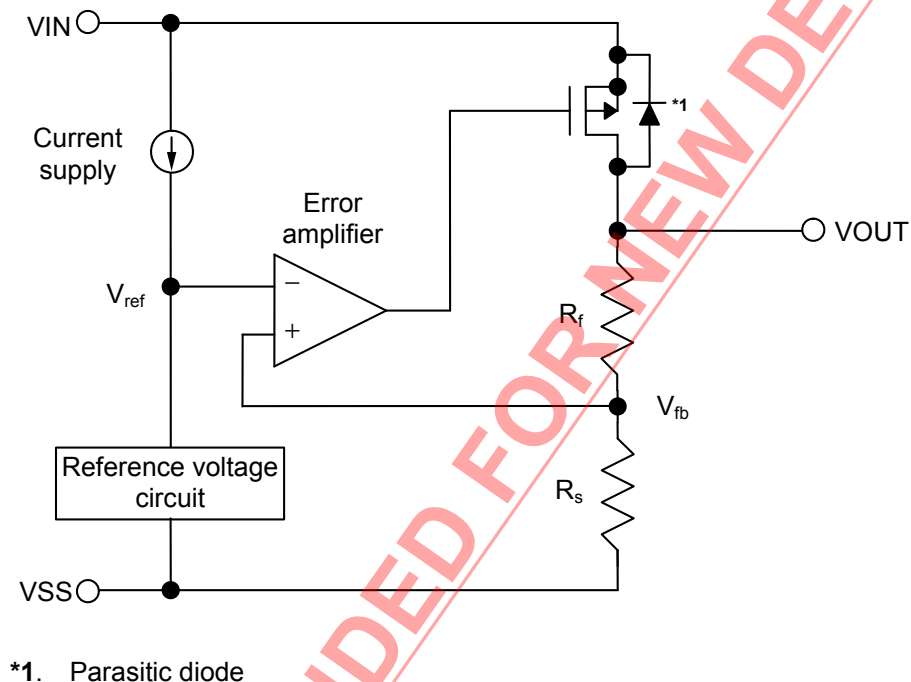 VIN
*1
Current
supply
Error
amplifier
VOUT
Vref
−
+
Rf
Vfb
Reference voltage
circuit
Rs
VSS
*1. Parasitic diode
NDED FOR NEW DE